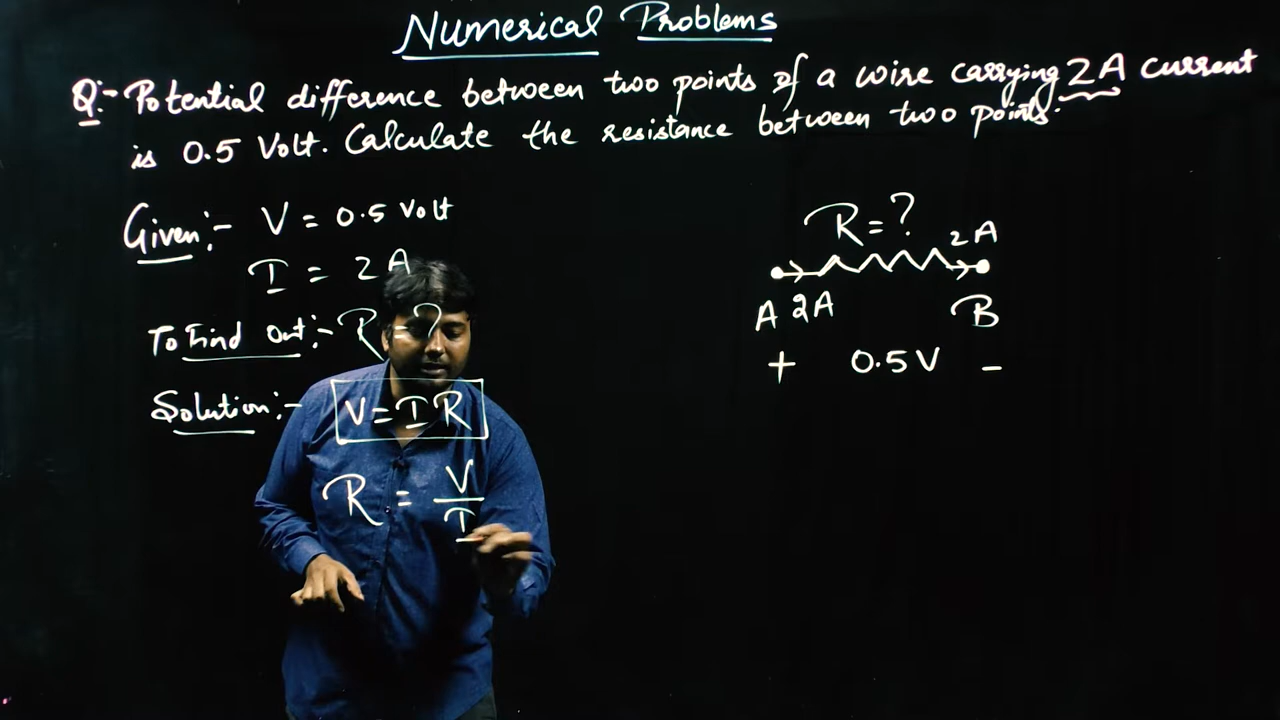 Numerical Problems
Q:- Potential difference between two points of a wire carrying 2A current
is 0.5 Volt. Calculate the resistance between two points.
Given:- V = 0.5 Volt
I = 2A
To Find Out:- R = ?
Solution:- V = IR
R = V/I
R = ?
2A
A 2A B
+ 0.5V -